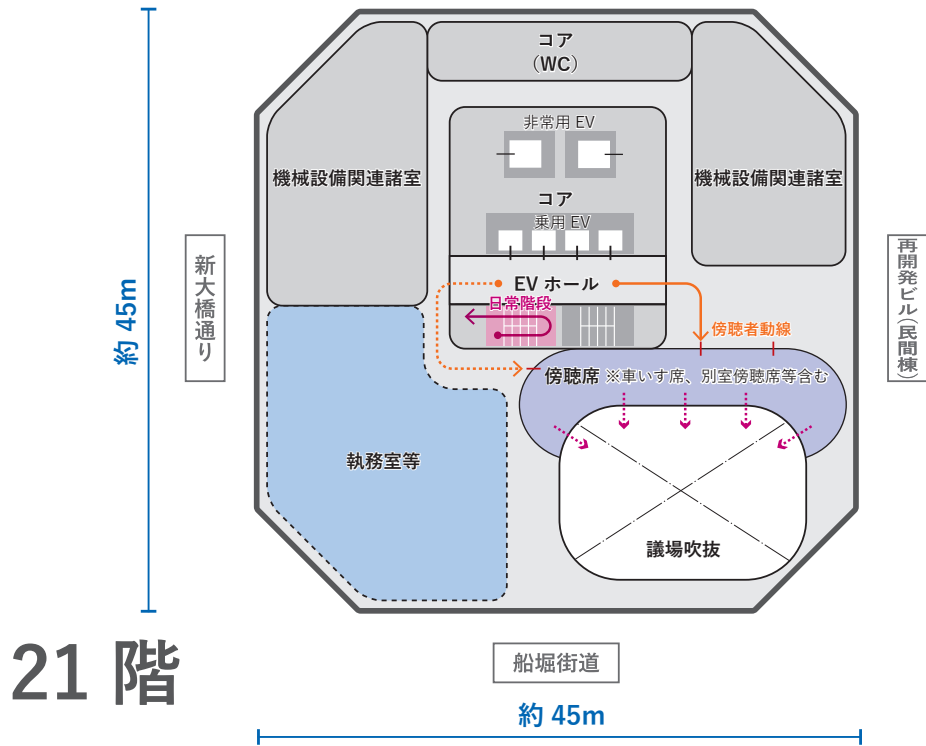 コア
（WC）
非常用 EV
機械設備関連諸室
機械設備関連諸室
コア
乗用 EV
新大橋通り
再開発ビル（民間棟）
EV ホール
日常階段
約 45m
傍聴者動線
傍聴席 ※車いす席、別室傍聴席等含む
執務室等
議場吹抜
21 階
船堀街道
約 45m